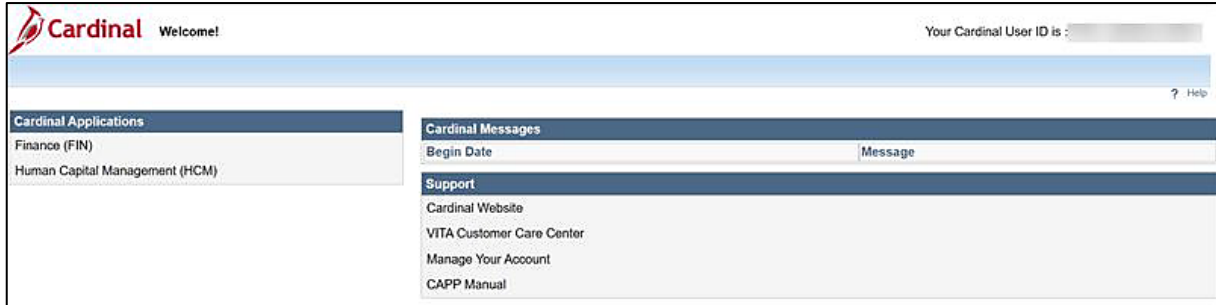 Cardinal Welcome!
Your Cardinal User ID is :
? Help
Cardinal Applications
Finance (FIN)
Human Capital Management (HCM)
Cardinal Messages
Begin Date Message
Support
Cardinal Website
VITA Customer Care Center
Manage Your Account
CAPP Manual